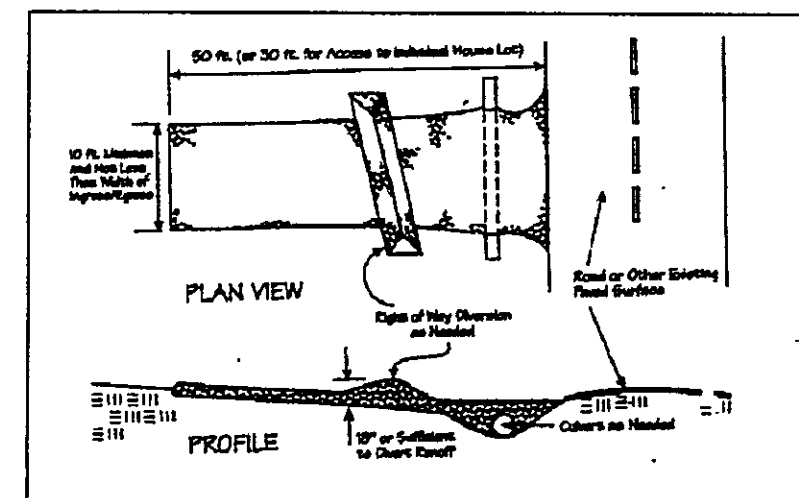 50 ft. (or 30 ft. for Access to Individual House Lot)
10 ft. Minimum
and Not Less
Than Width of
Ingress/Egress
PLAN VIEW
Right of Way Diversion
as Needed
Road or Other Existing
Paved Surface
18" or Sufficient
to Divert Runoff
Culvert as Needed
PROFILE